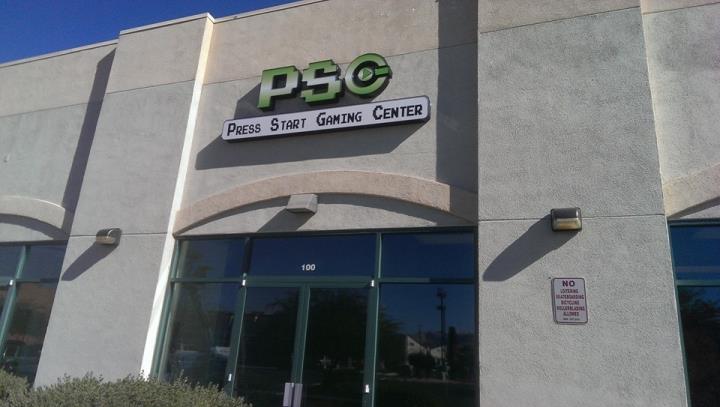 PSG
PRESS START GAMING CENTER
100
NO
LOITERING
SKATEBOARDING
BICYCLING
ROLLERBLADING
ALLOWED